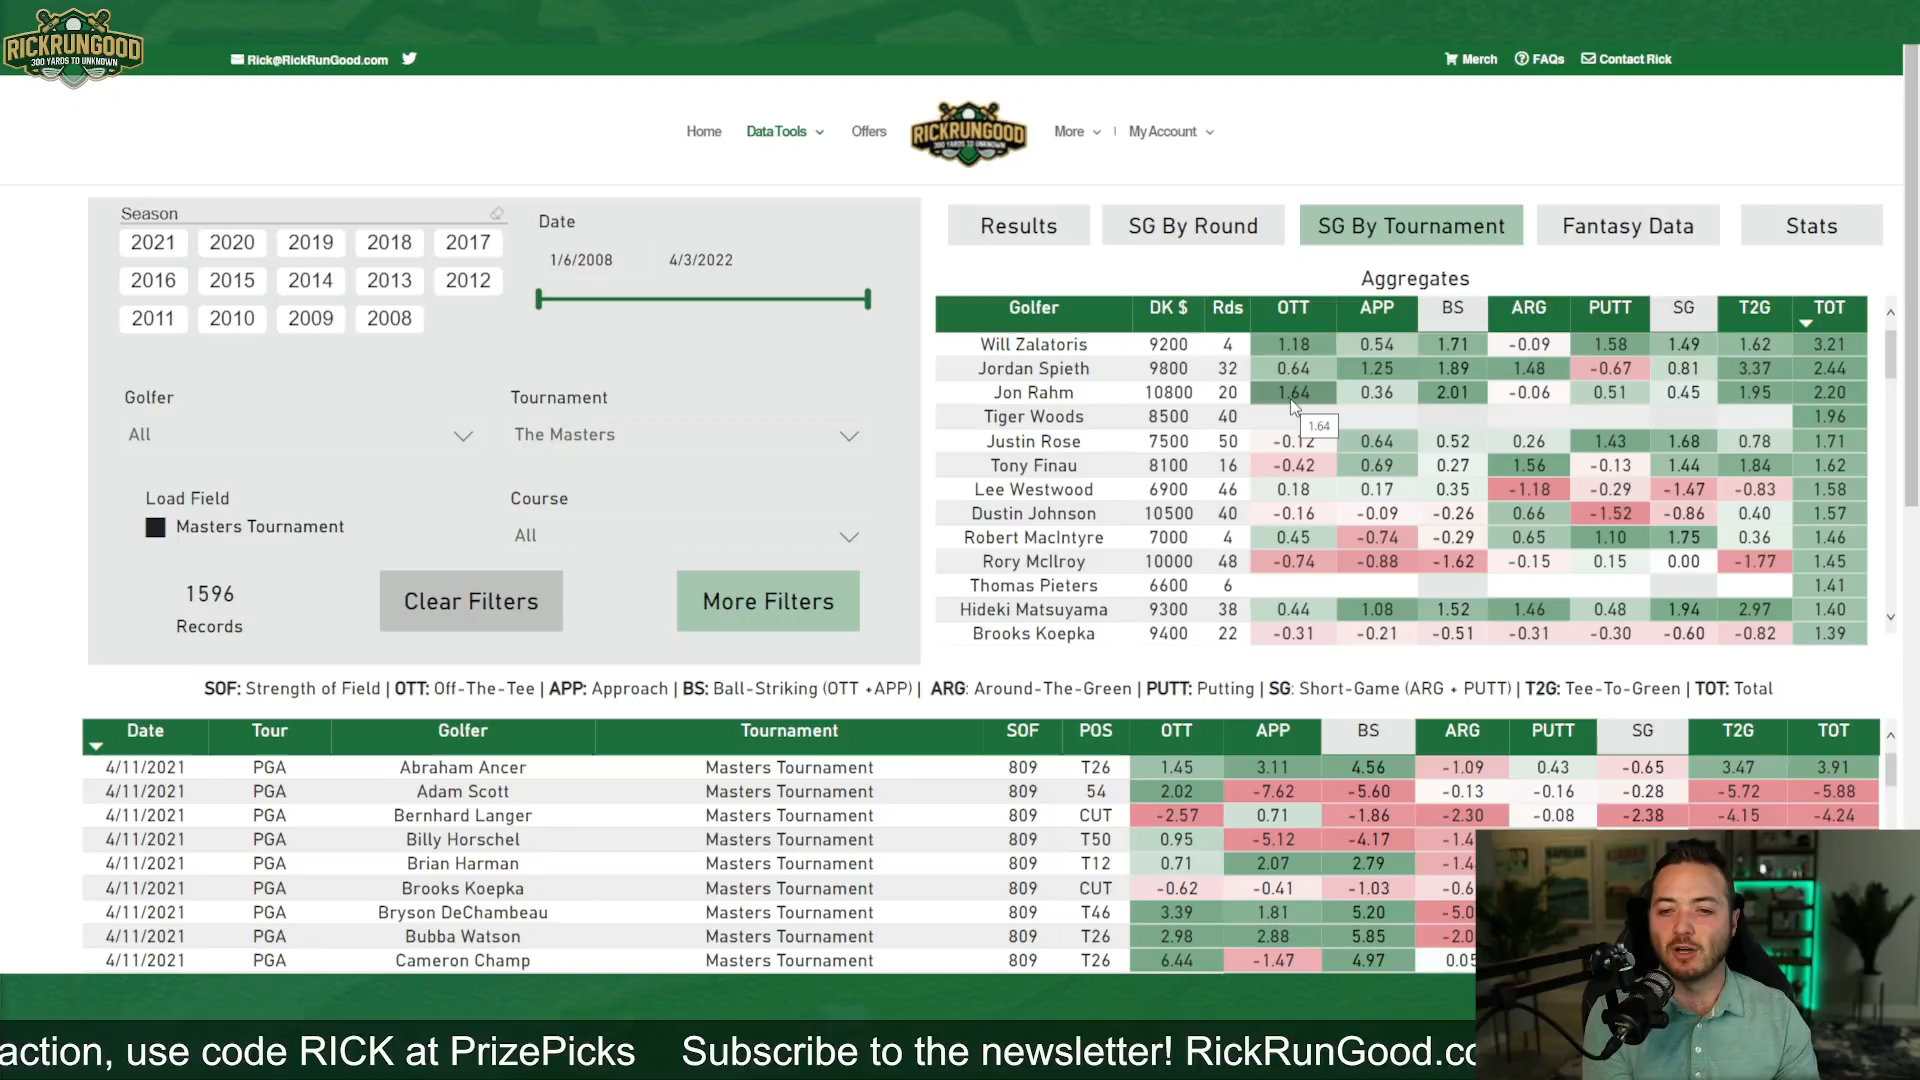 RICKRUNGOOD
300 YARDS TO UNKNOWN
Rick@RickRunGood.com
Merch FAQs Contact Rick
Home Data Tools Offers
RICKRUNGOOD
300 YARDS TO UNKNOWN
More | My Account
Season
2021 2020 2019 2018 2017
2016 2015 2014 2013 2012
2011 2010 2009 2008
Date
1/6/2008 4/3/2022
Golfer
All
Tournament
The Masters
Load Field
Masters Tournament
Course
All
1596
Records
Clear Filters
More Filters
Results SG By Round SG By Tournament Fantasy Data Stats
Aggregates
Golfer DK $ Rds OTT APP BS ARG PUTT SG T2G TOT
Will Zalatoris 9200 4 1.18 0.54 1.71 -0.09 1.58 1.49 1.62 3.21
Jordan Spieth 9800 32 0.64 1.25 1.89 1.48 -0.67 0.81 3.37 2.44
Jon Rahm 10800 20 1.64 0.36 2.01 -0.06 0.51 0.45 1.95 2.20
Tiger Woods 8500 40 1.96
1.64
Justin Rose 7500 50 -0.12 0.64 0.52 0.26 1.43 1.68 0.78 1.71
Tony Finau 8100 16 -0.42 0.69 0.27 1.56 -0.13 1.44 1.84 1.62
Lee Westwood 6900 46 0.18 0.17 0.35 -1.18 -0.29 -1.47 -0.83 1.58
Dustin Johnson 10500 40 -0.16 -0.09 -0.26 0.66 -1.52 -0.86 0.40 1.57
Robert MacIntyre 7000 4 0.45 -0.74 -0.29 0.65 1.10 1.75 0.36 1.46
Rory McIlroy 10000 48 -0.74 -0.88 -1.62 -0.15 0.15 0.00 -1.77 1.45
Thomas Pieters 6600 6 1.41
Hideki Matsuyama 9300 38 0.44 1.08 1.52 1.46 0.48 1.94 2.97 1.40
Brooks Koepka 9400 22 -0.31 -0.21 -0.51 -0.31 -0.30 -0.60 -0.82 1.39
SOF: Strength of Field | OTT: Off-The-Tee | APP: Approach | BS: Ball-Striking (OTT +APP) | ARG: Around-The-Green | PUTT: Putting | SG: Short-Game (ARG + PUTT) | T2G: Tee-To-Green | TOT: Total
Date Tour Golfer Tournament SOF POS OTT APP BS ARG PUTT SG T2G TOT
4/11/2021 PGA Abraham Ancer Masters Tournament 809 T26 1.45 3.11 4.56 -1.09 0.43 -0.65 3.47 3.91
4/11/2021 PGA Adam Scott Masters Tournament 809 54 2.02 -7.62 -5.60 -0.13 -0.16 -0.28 -5.72 -5.88
4/11/2021 PGA Bernhard Langer Masters Tournament 809 CUT -2.57 0.71 -1.86 -2.30 -0.08 -2.38 -4.15 -4.24
4/11/2021 PGA Billy Horschel Masters Tournament 809 T50 0.95 -5.12 -4.17 -1.4
4/11/2021 PGA Brian Harman Masters Tournament 809 T12 0.71 2.07 2.79 -1.4
4/11/2021 PGA Brooks Koepka Masters Tournament 809 CUT -0.62 -0.41 -1.03 -0.6
4/11/2021 PGA Bryson DeChambeau Masters Tournament 809 T46 3.39 1.81 5.20 -5.0
4/11/2021 PGA Bubba Watson Masters Tournament 809 T26 2.98 2.88 5.85 -2.0
4/11/2021 PGA Cameron Champ Masters Tournament 809 T26 6.44 -1.47 4.97 0.05
action, use code RICK at PrizePicks Subscribe to the newsletter! RickRunGood.co